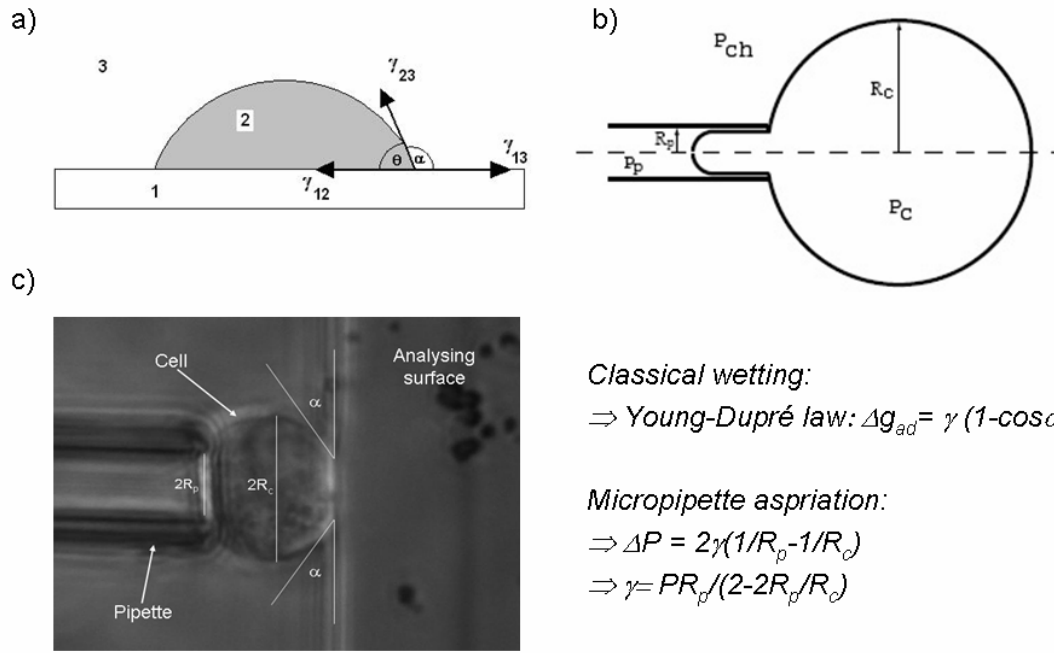 a)
3
2
γ23
θ
α
γ13
γ12
1
b)
Pch
Rc
Rp
Pp
Pc
c)
Cell
Analysing
surface
α
2Rp
2Rc
α
Pipette
Classical wetting:
⇒ Young-Dupré law: Δgad= γ (1-cosα
Micropipette aspriation:
⇒ ΔP = 2γ(1/Rp-1/Rc)
⇒ γ= PRp/(2-2Rp/Rc)